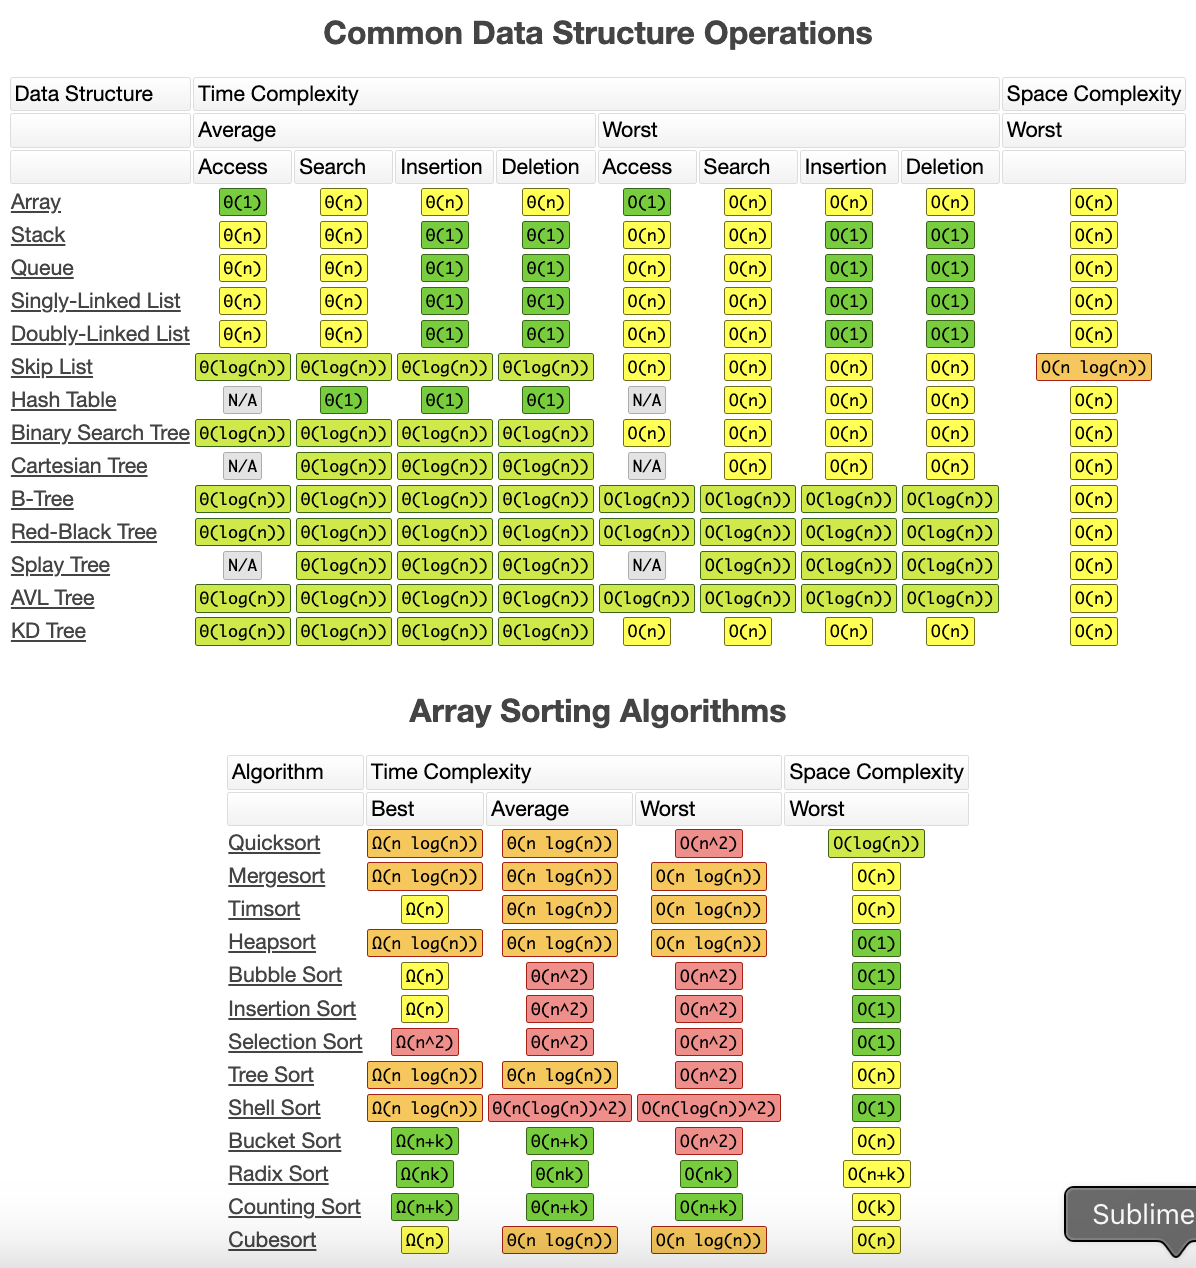 Common Data Structure Operations
Data Structure Time Complexity Space Complexity
Average Worst Worst
Access Search Insertion Deletion Access Search Insertion Deletion
Array Θ(1) Θ(n) Θ(n) Θ(n) O(1) O(n) O(n) O(n) O(n)
Stack Θ(n) Θ(n) Θ(1) Θ(1) O(n) O(n) O(1) O(1) O(n)
Queue Θ(n) Θ(n) Θ(1) Θ(1) O(n) O(n) O(1) O(1) O(n)
Singly-Linked List Θ(n) Θ(n) Θ(1) Θ(1) O(n) O(n) O(1) O(1) O(n)
Doubly-Linked List Θ(n) Θ(n) Θ(1) Θ(1) O(n) O(n) O(1) O(1) O(n)
Skip List Θ(log(n)) Θ(log(n)) Θ(log(n)) Θ(log(n)) O(n) O(n) O(n) O(n) O(n log(n))
Hash Table N/A Θ(1) Θ(1) Θ(1) N/A O(n) O(n) O(n) O(n)
Binary Search Tree Θ(log(n)) Θ(log(n)) Θ(log(n)) Θ(log(n)) O(n) O(n) O(n) O(n) O(n)
Cartesian Tree N/A Θ(log(n)) Θ(log(n)) Θ(log(n)) N/A O(n) O(n) O(n) O(n)
B-Tree Θ(log(n)) Θ(log(n)) Θ(log(n)) Θ(log(n)) O(log(n)) O(log(n)) O(log(n)) O(log(n)) O(n)
Red-Black Tree Θ(log(n)) Θ(log(n)) Θ(log(n)) Θ(log(n)) O(log(n)) O(log(n)) O(log(n)) O(log(n)) O(n)
Splay Tree N/A Θ(log(n)) Θ(log(n)) Θ(log(n)) N/A O(log(n)) O(log(n)) O(log(n)) O(n)
AVL Tree Θ(log(n)) Θ(log(n)) Θ(log(n)) Θ(log(n)) O(log(n)) O(log(n)) O(log(n)) O(log(n)) O(n)
KD Tree Θ(log(n)) Θ(log(n)) Θ(log(n)) Θ(log(n)) O(n) O(n) O(n) O(n) O(n)
Array Sorting Algorithms
Algorithm Time Complexity Space Complexity
Best Average Worst Worst
Quicksort Ω(n log(n)) Θ(n log(n)) O(n^2) O(log(n))
Mergesort Ω(n log(n)) Θ(n log(n)) O(n log(n)) O(n)
Timsort Ω(n) Θ(n log(n)) O(n log(n)) O(n)
Heapsort Ω(n log(n)) Θ(n log(n)) O(n log(n)) O(1)
Bubble Sort Ω(n) Θ(n^2) O(n^2) O(1)
Insertion Sort Ω(n) Θ(n^2) O(n^2) O(1)
Selection Sort Ω(n^2) Θ(n^2) O(n^2) O(1)
Tree Sort Ω(n log(n)) Θ(n log(n)) O(n^2) O(n)
Shell Sort Ω(n log(n)) Θ(n(log(n))^2) O(n(log(n))^2) O(1)
Bucket Sort Ω(n+k) Θ(n+k) O(n^2) O(n)
Radix Sort Ω(nk) Θ(nk) O(nk) O(n+k)
Counting Sort Ω(n+k) Θ(n+k) O(n+k) O(k)
Sublime
Cubesort Ω(n) Θ(n log(n)) O(n log(n)) O(n)